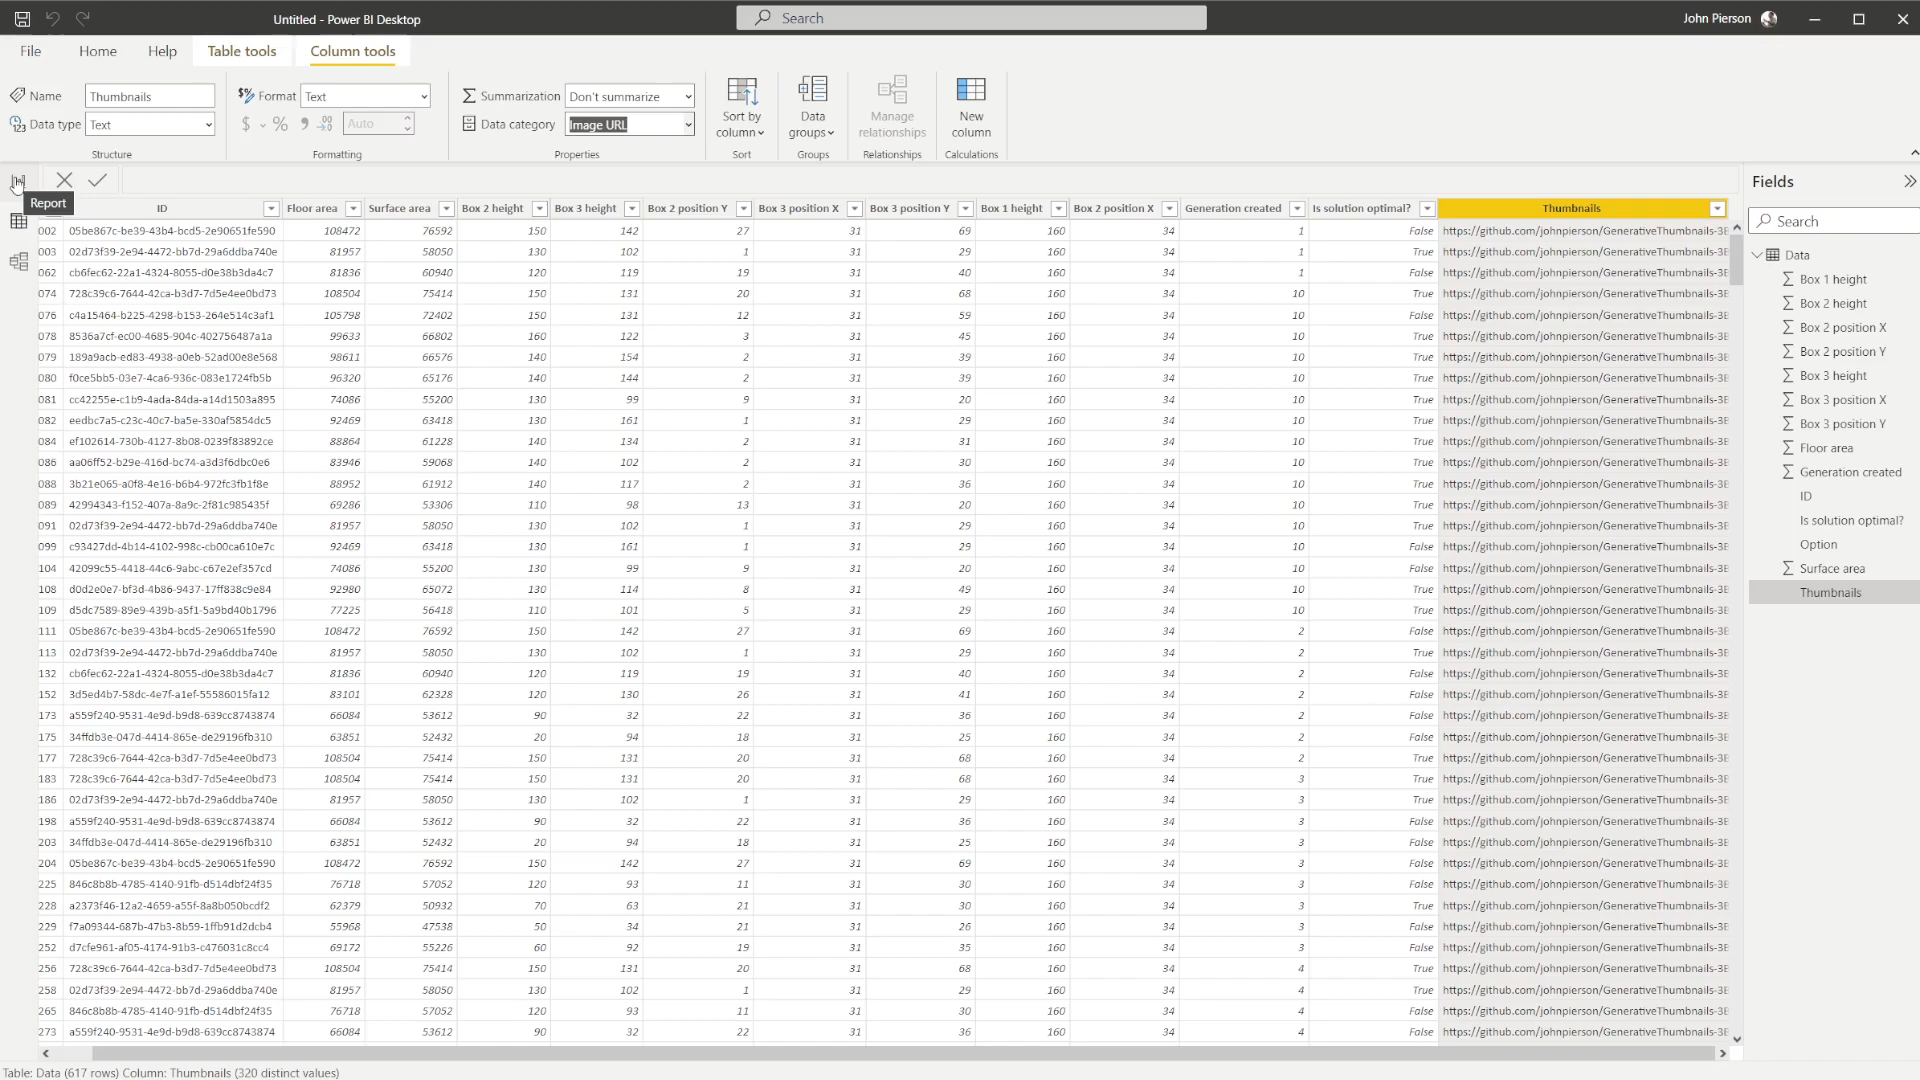 Untitled - Power BI Desktop
Search
John Pierson
File Home Help Table tools Column tools
Name Thumbnails
Data type Text
Structure
Format Text
$ % Auto
Formatting
Summarization Don't summarize
Data category Image URL
Properties
Sort by column
Sort
Data groups
Groups
Manage relationships
Relationships
New column
Calculations
Report
ID Floor area Surface area Box 2 height Box 3 height Box 2 position Y Box 3 position X Box 3 position Y Box 1 height Box 2 position X Generation created Is solution optimal? Thumbnails
002 05be867c-be39-43b4-bcd5-2e90651fe590 108472 76592 150 142 27 31 69 160 34 1 False https://github.com/johnpierson/GenerativeThumbnails-3B
003 02d73f39-2e94-4472-bb7d-29a6ddba740e 81957 58050 130 102 1 31 29 160 34 1 True https://github.com/johnpierson/GenerativeThumbnails-3B
062 cb6fec62-22a1-4324-8055-d0e38b3da4c7 81836 60940 120 119 19 31 40 160 34 1 False https://github.com/johnpierson/GenerativeThumbnails-3B
074 728c39c6-7644-42ca-b3d7-7d5e4ee0bd73 108504 75414 150 131 20 31 68 160 34 10 True https://github.com/johnpierson/GenerativeThumbnails-3B
076 c4a15464-b225-4298-b153-264e514c3af1 105798 72402 150 131 12 31 59 160 34 10 False https://github.com/johnpierson/GenerativeThumbnails-3B
078 8536a7cf-ec00-4685-904c-402756487a1a 99633 66802 160 122 3 31 45 160 34 10 True https://github.com/johnpierson/GenerativeThumbnails-3B
079 189a9acb-ed83-4938-a0eb-52ad00e8e568 98611 66576 140 154 2 31 39 160 34 10 True https://github.com/johnpierson/GenerativeThumbnails-3B
080 f0ce5bb5-03e7-4ca6-936c-083e1724fb5b 96320 65176 140 144 2 31 39 160 34 10 True https://github.com/johnpierson/GenerativeThumbnails-3B
081 cc42255e-c1b9-4ada-84da-a14d1503a895 74086 55200 130 99 9 31 20 160 34 10 True https://github.com/johnpierson/GenerativeThumbnails-3B
082 eedbc7a5-c23c-40c7-ba5e-330af5854dc5 92469 63418 130 161 1 31 29 160 34 10 True https://github.com/johnpierson/GenerativeThumbnails-3B
084 ef102614-730b-4127-8b08-0239f83892ce 88864 61228 140 134 2 31 31 160 34 10 True https://github.com/johnpierson/GenerativeThumbnails-3B
086 aa06ff52-b29e-416d-bc74-a3d3f6dbc0e6 83946 59068 140 102 2 31 30 160 34 10 True https://github.com/johnpierson/GenerativeThumbnails-3B
088 3b21e065-a0f8-4e16-b6b4-972fc3fb1f8e 88952 61912 140 117 2 31 36 160 34 10 True https://github.com/johnpierson/GenerativeThumbnails-3B
089 42994343-f152-407a-8a9c-2f81c985435f 69286 53306 110 98 13 31 20 160 34 10 True https://github.com/johnpierson/GenerativeThumbnails-3B
091 02d73f39-2e94-4472-bb7d-29a6ddba740e 81957 58050 130 102 1 31 29 160 34 10 True https://github.com/johnpierson/GenerativeThumbnails-3B
099 c93427dd-4b14-4102-998c-cb00ca610e7c 92469 63418 130 161 1 31 29 160 34 10 False https://github.com/johnpierson/GenerativeThumbnails-3B
104 42099c55-4418-44c6-9abc-c67e2ef357cd 74086 55200 130 99 9 31 20 160 34 10 False https://github.com/johnpierson/GenerativeThumbnails-3B
108 d0d2e0e7-bf3d-4b86-9437-17ff838c9e84 92980 65072 130 114 8 31 49 160 34 10 True https://github.com/johnpierson/GenerativeThumbnails-3B
109 d5dc7589-89e9-439b-a5f1-5a9bd40b1796 77225 56418 110 101 5 31 29 160 34 10 True https://github.com/johnpierson/GenerativeThumbnails-3B
111 05be867c-be39-43b4-bcd5-2e90651fe590 108472 76592 150 142 27 31 69 160 34 2 False https://github.com/johnpierson/GenerativeThumbnails-3B
113 02d73f39-2e94-4472-bb7d-29a6ddba740e 81957 58050 130 102 1 31 29 160 34 2 True https://github.com/johnpierson/GenerativeThumbnails-3B
132 cb6fec62-22a1-4324-8055-d0e38b3da4c7 81836 60940 120 119 19 31 40 160 34 2 False https://github.com/johnpierson/GenerativeThumbnails-3B
152 3d5ed4b7-58dc-4e7f-a1ef-55586015fa12 83101 62328 120 130 26 31 41 160 34 2 False https://github.com/johnpierson/GenerativeThumbnails-3B
173 a559f240-9531-4e9d-b9d8-639cc8743874 66084 53612 90 32 22 31 36 160 34 2 False https://github.com/johnpierson/GenerativeThumbnails-3B
175 34ffdb3e-047d-4414-865e-de29196fb310 63851 52432 20 94 18 31 25 160 34 2 False https://github.com/johnpierson/GenerativeThumbnails-3B
177 728c39c6-7644-42ca-b3d7-7d5e4ee0bd73 108504 75414 150 131 20 31 68 160 34 2 True https://github.com/johnpierson/GenerativeThumbnails-3B
183 728c39c6-7644-42ca-b3d7-7d5e4ee0bd73 108504 75414 150 131 20 31 68 160 34 3 True https://github.com/johnpierson/GenerativeThumbnails-3B
186 02d73f39-2e94-4472-bb7d-29a6ddba740e 81957 58050 130 102 1 31 29 160 34 3 True https://github.com/johnpierson/GenerativeThumbnails-3B
198 a559f240-9531-4e9d-b9d8-639cc8743874 66084 53612 90 32 22 31 36 160 34 3 False https://github.com/johnpierson/GenerativeThumbnails-3B
203 34ffdb3e-047d-4414-865e-de29196fb310 63851 52432 20 94 18 31 25 160 34 3 False https://github.com/johnpierson/GenerativeThumbnails-3B
204 05be867c-be39-43b4-bcd5-2e90651fe590 108472 76592 150 142 27 31 69 160 34 3 False https://github.com/johnpierson/GenerativeThumbnails-3B
225 846c8b8b-4785-4140-91fb-d514dbf24f35 76718 57052 120 93 11 31 30 160 34 3 False https://github.com/johnpierson/GenerativeThumbnails-3B
228 a2373f46-12a2-4659-a55f-8a8b050bcdf2 62379 50932 70 63 21 31 30 160 34 3 True https://github.com/johnpierson/GenerativeThumbnails-3B
229 f7a09344-687b-47b3-8b59-1ffb91d2dcb4 55968 47538 50 34 21 31 26 160 34 3 False https://github.com/johnpierson/GenerativeThumbnails-3B
252 d7cfe961-af05-4174-91b3-c476031c8cc4 69172 55226 60 92 19 31 35 160 34 3 False https://github.com/johnpierson/GenerativeThumbnails-3B
256 728c39c6-7644-42ca-b3d7-7d5e4ee0bd73 108504 75414 150 131 20 31 68 160 34 4 True https://github.com/johnpierson/GenerativeThumbnails-3B
258 02d73f39-2e94-4472-bb7d-29a6ddba740e 81957 58050 130 102 1 31 29 160 34 4 True https://github.com/johnpierson/GenerativeThumbnails-3B
265 846c8b8b-4785-4140-91fb-d514dbf24f35 76718 57052 120 93 11 31 30 160 34 4 False https://github.com/johnpierson/GenerativeThumbnails-3B
273 a559f240-9531-4e9d-b9d8-639cc8743874 66084 53612 90 32 22 31 36 160 34 4 False https://github.com/johnpierson/GenerativeThumbnails-3B
Fields
Search
Data
Box 1 height
Box 2 height
Box 2 position X
Box 2 position Y
Box 3 height
Box 3 position X
Box 3 position Y
Floor area
Generation created
ID
Is solution optimal?
Option
Surface area
Thumbnails
Table: Data (617 rows) Column: Thumbnails (320 distinct values)